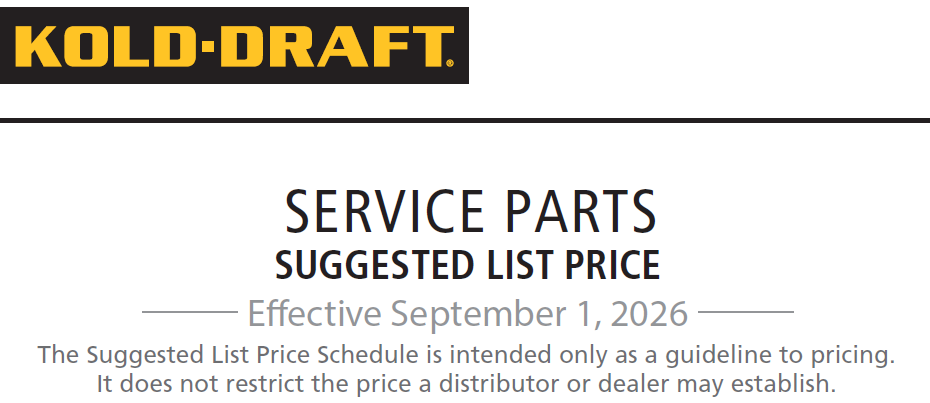 KOLD-DRAFT®
SERVICE PARTS
SUGGESTED LIST PRICE
Effective September 1, 2026
The Suggested List Price Schedule is intended only as a guideline to pricing.
It does not restrict the price a distributor or dealer may establish.